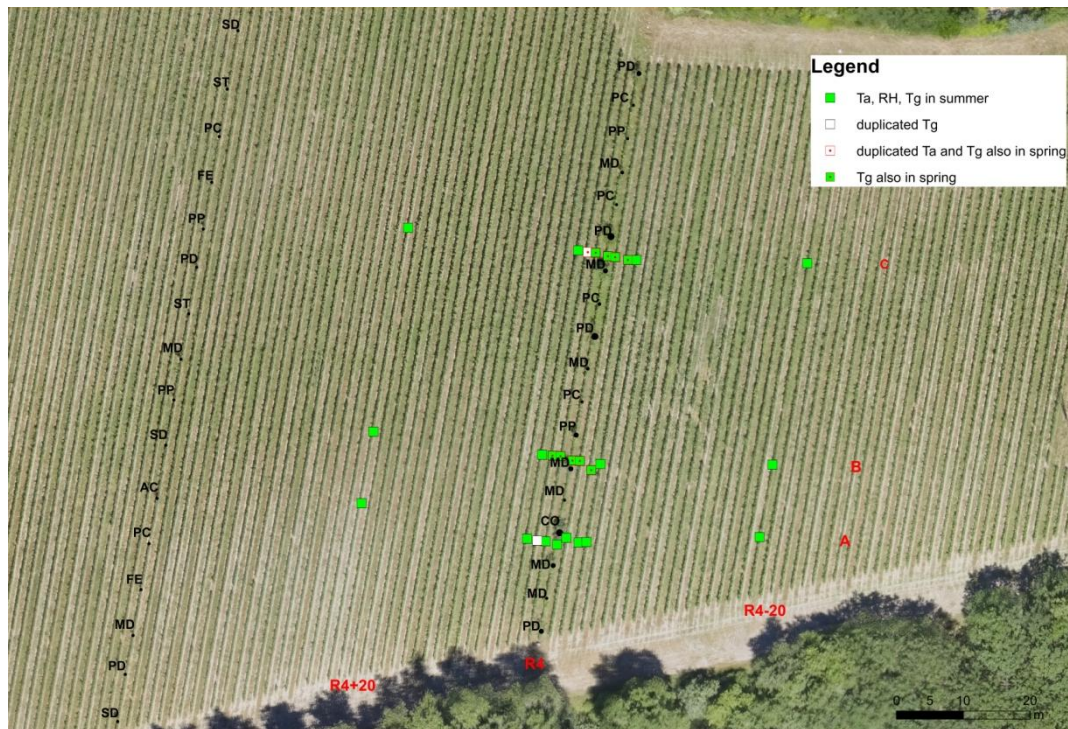 SD
ST
PC
FE
PP
PD
ST
MD
PP
SD
AC
PC
FE
MD
PD
SD
PD
PC
PP
MD
PC
PD
MD
PC
PD
MD
PC
PP
MD
MD
CO
MD
MD
PD
C
B
A
R4-20
R4
R4+20
Legend
Ta, RH, Tg in summer
duplicated Tg
duplicated Ta and Tg also in spring
Tg also in spring
0 10 20
m